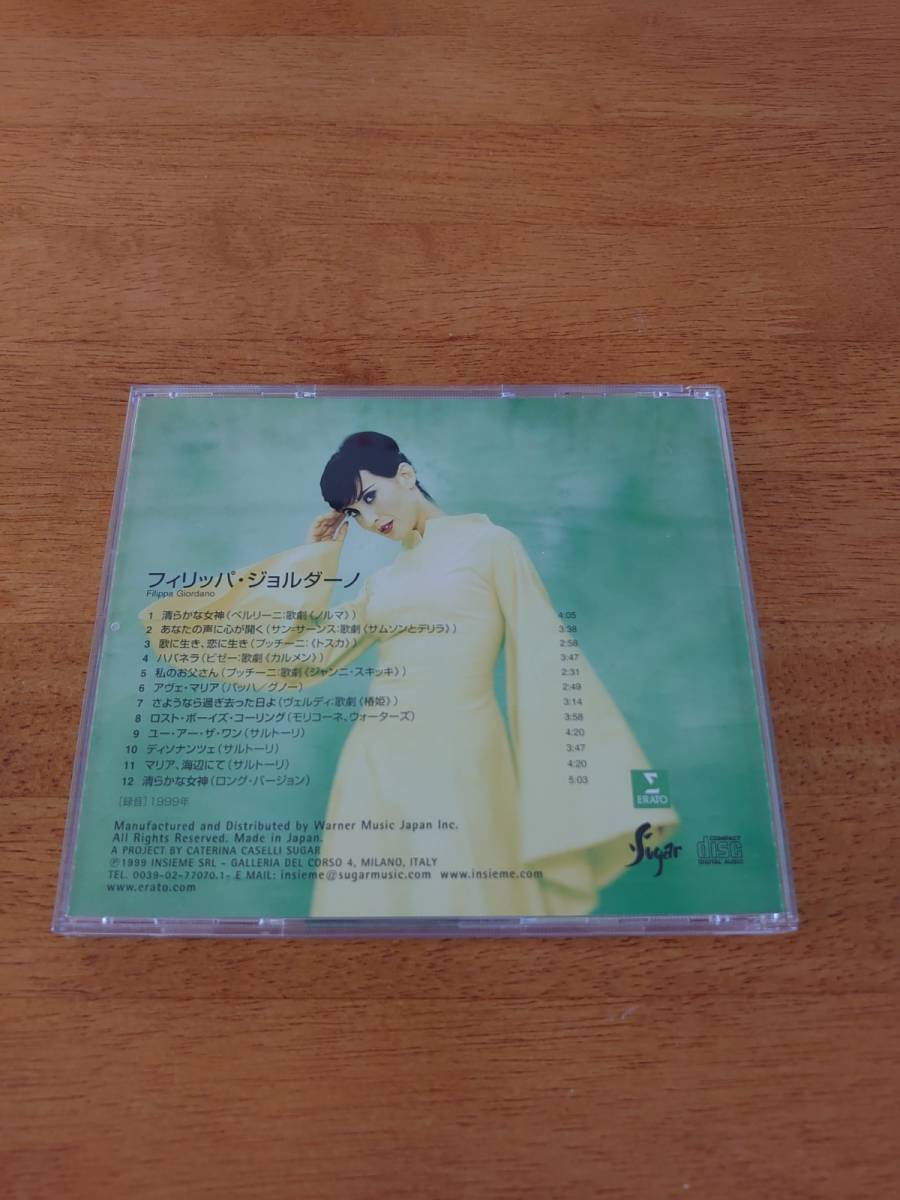 フィリッパ・ジョルダーノ
Filippa Giordano
1 清らかな女神(ベルリーニ:歌劇《ノルマ》) 4:05
2 あなたの声に心が開く(サン=サーンス:歌劇《サムソンとデリラ》) 3:38
3 歌に生き、恋に生き(プッチーニ:《トスカ》) 2:58
4 ハバネラ(ビゼー:歌劇《カルメン》) 3:47
5 私のお父さん(プッチーニ:歌劇《ジャンニ・スキッキ》) 2:31
6 アヴェ・マリア(バッハ/グノー) 2:49
7 さようなら過ぎ去った日よ(ヴェルディ:歌劇《椿姫》) 3:14
8 ロスト・ボーイズ・コーリング(モリコーネ、ウォーターズ) 3:58
9 ユー・アー・ザ・ワン(サルトーリ) 4:20
10 ディソナンツェ(サルトーリ) 3:47
11 マリア、海辺にて(サルトーリ) 4:20
12 清らかな女神(ロング・バージョン) 5:03
[録音]1999年
Manufactured and Distributed by Warner Music Japan Inc.
All Rights Reserved. Made in Japan.
A PROJECT BY CATERINA CASELLI SUGAR
℗1999 INSIEME SRL - GALLERIA DEL CORSO 4, MILANO, ITALY
TEL. 0039-02-77070.1- E MAIL: insieme@sugarmusic.com www.insieme.com
www.erato.com
ERATO
Sugar
COMPACT
disc
DIGITAL AUDIO